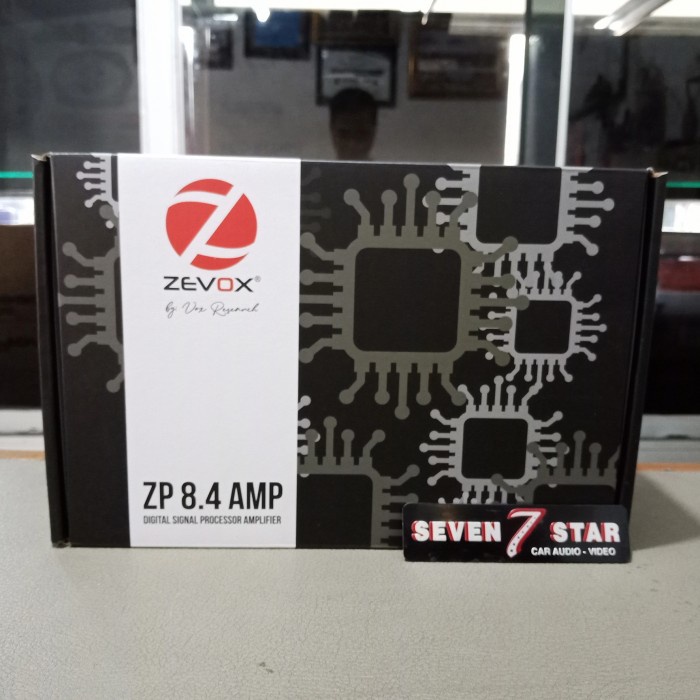 ZEVOX®
by Vox Research
ZP 8.4 AMP
DIGITAL SIGNAL PROCESSOR AMPLIFIER
SEVEN 7 STAR
CAR AUDIO - VIDEO